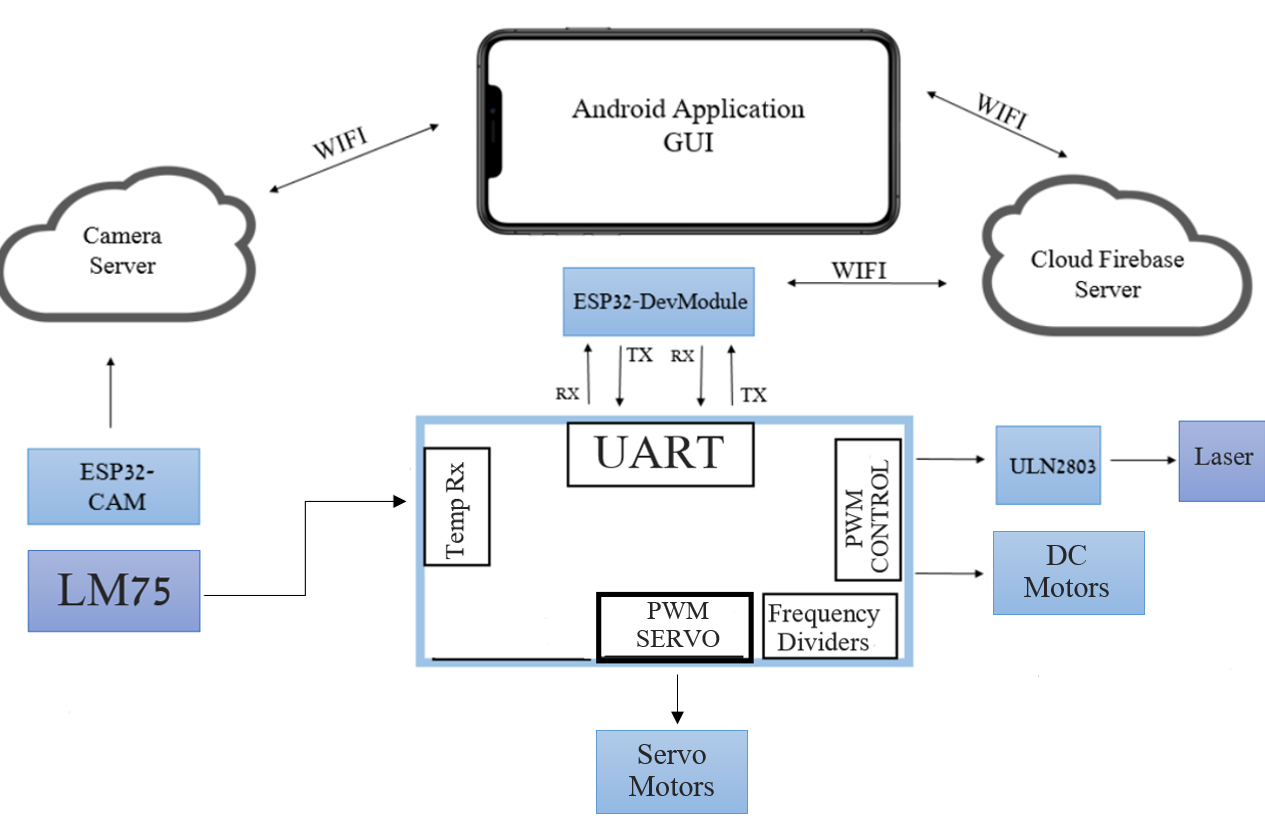 Android Application
GUI
WIFI
WIFI
Camera
Server
Cloud Firebase
Server
WIFI
ESP32-DevModule
TX
RX
RX
TX
UART
Temp Rx
PWM
CONTROL
ULN2803
Laser
ESP32-
CAM
LM75
DC
Motors
PWM
SERVO
Frequency
Dividers
Servo
Motors